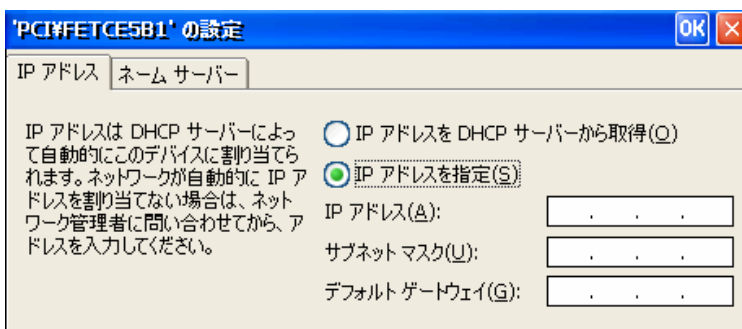 'PCI¥FETCE5B1' の設定
OK
IP アドレス
ネーム サーバー
IP アドレスは DHCP サーバーによっ
て自動的にこのデバイスに割り当てら
れます。ネットワークが自動的に IP ア
ドレスを割り当てない場合は、ネット
ワーク管理者に問い合わせてから、ア
ドレスを入力してください。
IP アドレスを DHCP サーバーから取得(O)
IP アドレスを指定(S)
IP アドレス(A):
サブネット マスク(U):
デフォルト ゲートウェイ(G):